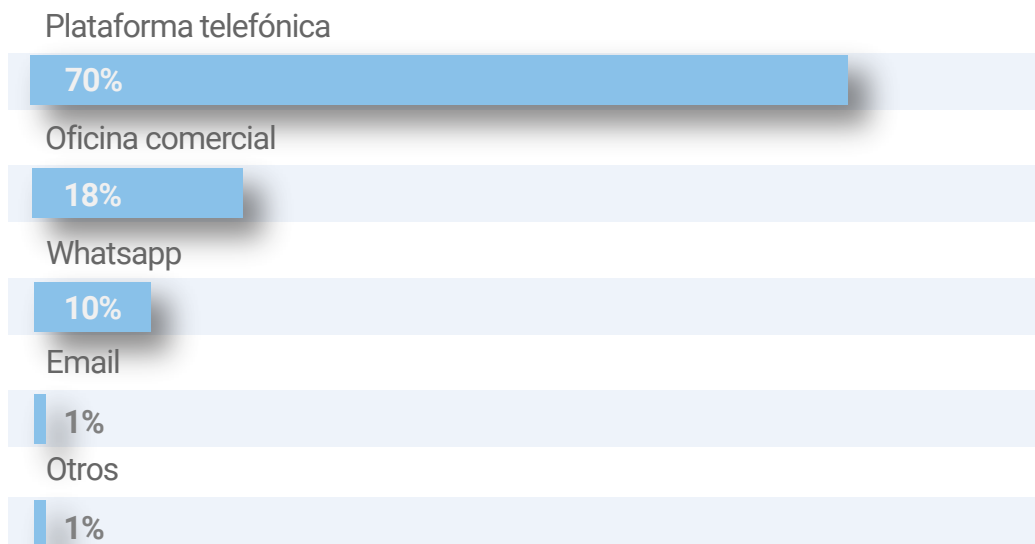 Plataforma telefónica
70%
Oficina comercial
18%
Whatsapp
10%
Email
1%
Otros
1%